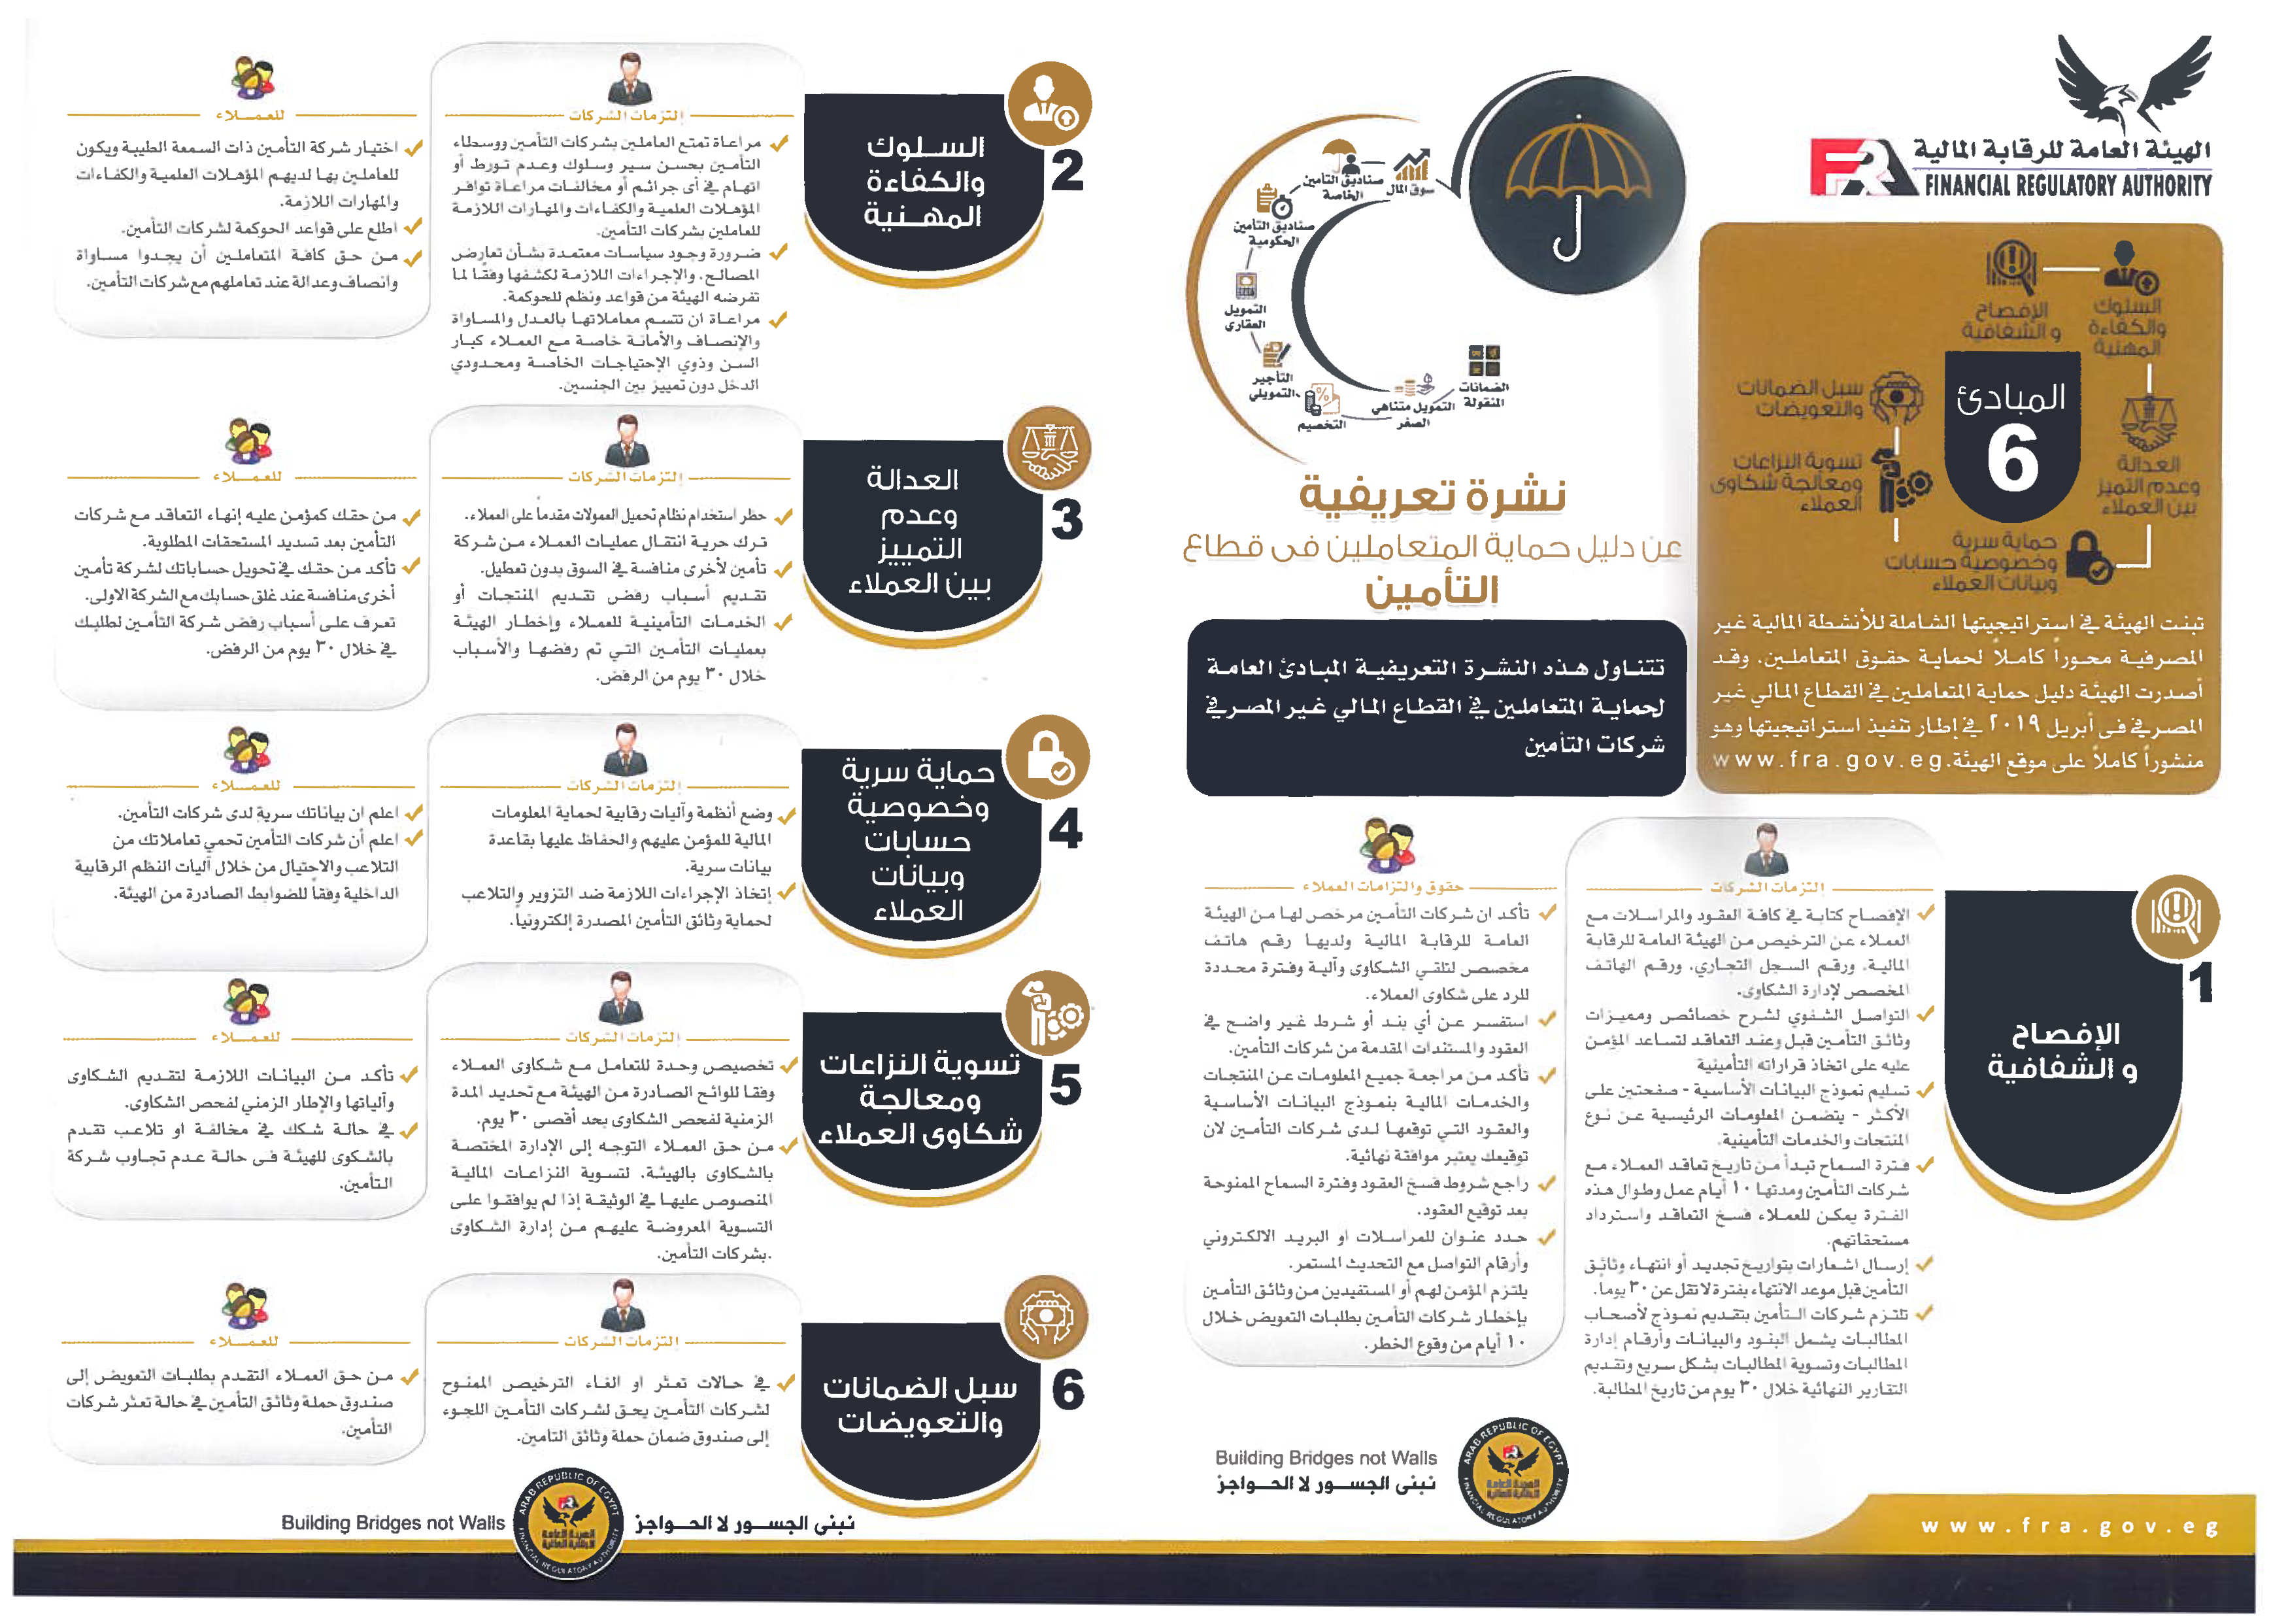 الهيئة العامة للرقابة المالية
FINANCIAL REGULATORY AUTHORITY
FRA
السلوك
والكفاءة
المهنية
الإفصاح
و الشفافية
المبادئ
6
العدالة
وعدم التميز
بين العملاء
حماية سرية
وخصوصية حسابات
وبيانات العملاء
تسوية النزاعات
ومعالجة شكاوى
العملاء
سبل الضمانات
والتعويضات
تبنت الهيئة في استراتيجيتها الشاملة للأنشطة المالية غير
المصرفية محوراً كاملاً لحماية حقوق المتعاملين، وقد
أصدرت الهيئة دليل حماية المتعاملين في القطاع المالي غير
المصرفي فى أبريل ٢٠١٩ في إطار تنفيذ استراتيجيتها وهو
منشوراً كاملاً على موقع الهيئة. www.fra.gov.eg
سوق المال
صناديق التأمين
الخاصة
صناديق التأمين
الحكومية
التمويل
العقارى
التأجير
التمويلي
التخصيم
التمويل متناهي
الصغر
الضمانات
المنقولة
نشرة تعريفية
عن دليل حماية المتعاملين فى قطاع
التأمين
تتناول هذه النشرة التعريفية المبادئ العامة
لحماية المتعاملين في القطاع المالي غير المصرفي
شركات التأمين
1
الإفصاح
و الشفافية
إلتزمات الشركات
الإفصاح كتابة في كافة العقود والمراسلات مع
العملاء عن الترخيص من الهيئة العامة للرقابة
المالية، ورقم السجل التجاري، ورقم الهاتف
المخصص لإدارة الشكاوى.
التواصل الشفوي لشرح خصائص ومميزات
وثائق التأمين قبل وعند التعاقد لتساعد المؤمن
عليه على اتخاذ قراراته التأمينية
تسليم نموذج البيانات الأساسية - صفحتين على
الأكثر - يتضمن المعلومات الرئيسية عن نوع
المنتجات والخدمات التأمينية.
فترة السماح تبدأ من تاريخ تعاقد العملاء مع
شركات التأمين ومدتها ١٠ أيام عمل وطوال هذه
الفترة يمكن للعملاء فسخ التعاقد واسترداد
مستحقاتهم.
إرسال اشعارات بتواريخ تجديد أو انتهاء وثائق
التأمين قبل موعد الانتهاء بفترة لا تقل عن ٣٠ يوما.
تلتزم شركات التأمين بتقديم نموذج لأصحاب
المطالبات يشمل البنود والبيانات وأرقام إدارة
المطالبات وتسوية المطالبات بشكل سريع وتقديم
التقارير النهائية خلال ٣٠ يوم من تاريخ المطالبة.
حقوق والتزامات العملاء
تأكد ان شركات التأمين مرخص لها من الهيئة
العامة للرقابة المالية ولديها رقم هاتف
مخصص لتلقي الشكاوى وآلية وفترة محددة
للرد على شكاوى العملاء.
استفسر عن أي بند أو شرط غير واضح في
العقود والمستندات المقدمة من شركات التأمين.
تأكد من مراجعة جميع المعلومات عن المنتجات
والخدمات المالية بنموذج البيانات الأساسية
والعقود التي توقعها لدى شركات التأمين لان
توقيعك يعتبر موافقة نهائية.
راجع شروط فسخ العقود وفترة السماح الممنوحة
بعد توقيع العقود.
حدد عنوان للمراسلات او البريد الالكتروني
وأرقام التواصل مع التحديث المستمر.
يلتزم المؤمن لهم أو المستفيدين من وثائق التأمين
بإخطار شركات التأمين بطلبات التعويض خلال
١٠ أيام من وقوع الخطر.
Building Bridges not Walls
نبنى الجسور لا الحواجز
ARAB REPUBLIC OF EGYPT
FINANCIAL REGULATORY AUTHORITY
www.fra.gov.eg
2
السلوك
والكفاءة
المهنية
إلتزمات الشركات
مراعاة تمتع العاملين بشركات التأمين ووسطاء
التأمين بحسن سير وسلوك وعدم تورط أو
اتهام في أى جرائم أو مخالفات مراعاة توافر
المؤهلات العلمية والكفاءات والمهارات اللازمة
للعاملين بشركات التأمين.
ضرورة وجود سياسات معتمدة بشأن تعارض
المصالح، والإجراءات اللازمة لكشفها وفقا لما
تفرضه الهيئة من قواعد ونظم للحوكمة.
مراعاة ان تتسم معاملاتها بالعدل والمساواة
والإنصاف والأمانة خاصة مع العملاء كبار
السن وذوي الإحتياجات الخاصة ومحدودي
الدخل دون تمييز بين الجنسين.
للعملاء
اختيار شركة التأمين ذات السمعة الطيبة ويكون
للعاملين بها لديهم المؤهلات العلمية والكفاءات
والمهارات اللازمة.
اطلع على قواعد الحوكمة لشركات التأمين.
من حق كافة المتعاملين أن يجدوا مساواة
وانصاف وعدالة عند تعاملهم مع شركات التأمين.
3
العدالة
وعدم
التمييز
بين العملاء
إلتزمات الشركات
حظر استخدام نظام تحميل العمولات مقدماً على العملاء.
ترك حرية انتقال عمليات العملاء من شركة
تأمين لأخرى منافسة في السوق بدون تعطيل.
تقديم أسباب رفض تقديم المنتجات أو
الخدمات التأمينية للعملاء وإخطار الهيئة
بعمليات التأمين التي تم رفضها والأسباب
خلال ٣٠ يوم من الرفض.
للعملاء
من حقك كمؤمن عليه إنهاء التعاقد مع شركات
التأمين بعد تسديد المستحقات المطلوبة.
تأكد من حقك في تحويل حساباتك لشركة تأمين
أخرى منافسة عند غلق حسابك مع الشركة الاولى.
تعرف على أسباب رفض شركة التأمين لطلبك
في خلال ٣٠ يوم من الرفض.
4
حماية سرية
وخصوصية
حسابات
وبيانات
العملاء
إلتزمات الشركات
وضع أنظمة وآليات رقابية لحماية المعلومات
المالية للمؤمن عليهم والحفاظ عليها بقاعدة
بيانات سرية.
إتخاذ الإجراءات اللازمة ضد التزوير والتلاعب
لحماية وثائق التأمين المصدرة إلكترونياً.
للعملاء
اعلم ان بياناتك سرية لدى شركات التأمين.
اعلم أن شركات التأمين تحمي تعاملاتك من
التلاعب والاحتيال من خلال آليات النظم الرقابية
الداخلية وفقاً للضوابط الصادرة من الهيئة.
5
تسوية النزاعات
ومعالجة
شكاوى العملاء
إلتزمات الشركات
تخصيص وحدة للتعامل مع شكاوى العملاء
وفقا للوائح الصادرة من الهيئة مع تحديد المدة
الزمنية لفحص الشكاوى بحد أقصى ٣٠ يوم.
من حق العملاء التوجه إلى الإدارة المختصة
بالشكاوى بالهيئة، لتسوية النزاعات المالية
المنصوص عليها في الوثيقة إذا لم يوافقوا على
التسوية المعروضة عليهم من إدارة الشكاوى
بشركات التأمين.
للعملاء
تأكد من البيانات اللازمة لتقديم الشكاوى
وآلياتها والإطار الزمني لفحص الشكاوى.
في حالة شكك في مخالفة او تلاعب تقدم
بالشكوى للهيئة فى حالة عدم تجاوب شركة
التأمين.
6
سبل الضمانات
والتعويضات
إلتزمات الشركات
في حالات تعثر او الغاء الترخيص الممنوح
لشركات التأمين يحق لشركات التأمين اللجوء
إلى صندوق ضمان حملة وثائق التامين.
للعملاء
من حق العملاء التقدم بطلبات التعويض إلى
صندوق حملة وثائق التأمين في حالة تعثر شركات
التأمين.
Building Bridges not Walls
ARAB REPUBLIC OF EGYPT
FINANCIAL REGULATORY AUTHORITY
نبنى الجسور لا الحواجز